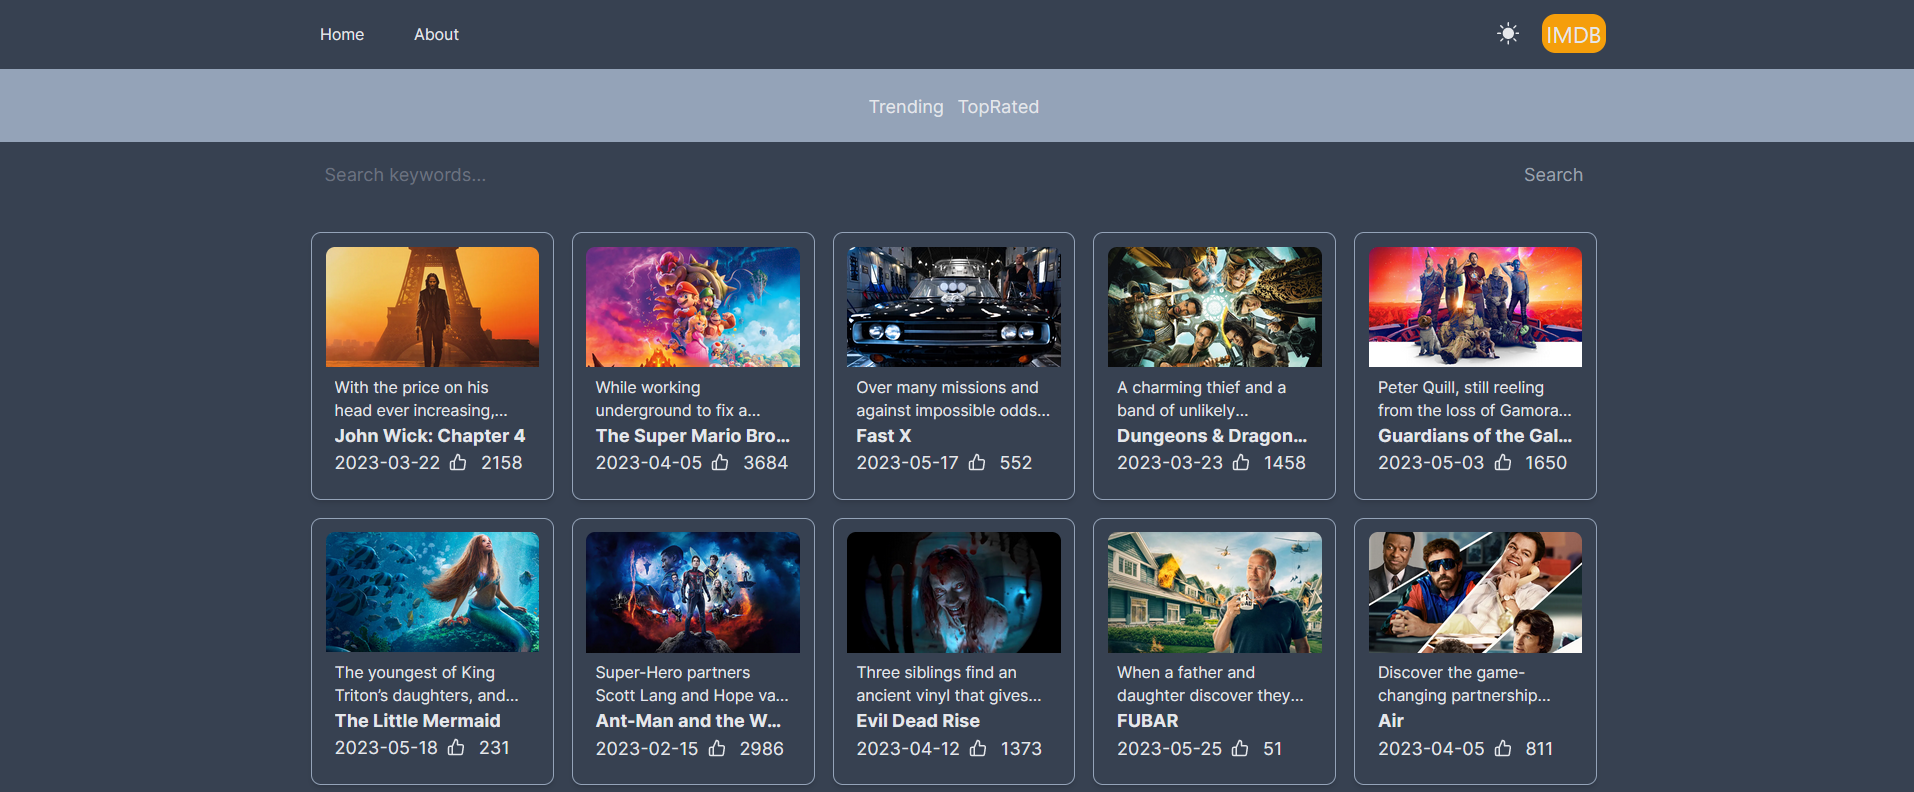 Home About IMDB
Trending TopRated
Search keywords... Search
With the price on his
head ever increasing,...
John Wick: Chapter 4
2023-03-22 2158
While working
underground to fix a...
The Super Mario Bro...
2023-04-05 3684
Over many missions and
against impossible odds...
Fast X
2023-05-17 552
A charming thief and a
band of unlikely...
Dungeons & Dragon...
2023-03-23 1458
Peter Quill, still reeling
from the loss of Gamora...
Guardians of the Gal...
2023-05-03 1650
The youngest of King
Triton's daughters, and...
The Little Mermaid
2023-05-18 231
Super-Hero partners
Scott Lang and Hope va...
Ant-Man and the W...
2023-02-15 2986
Three siblings find an
ancient vinyl that gives...
Evil Dead Rise
2023-04-12 1373
When a father and
daughter discover they...
FUBAR
2023-05-25 51
Discover the game-
changing partnership...
Air
2023-04-05 811